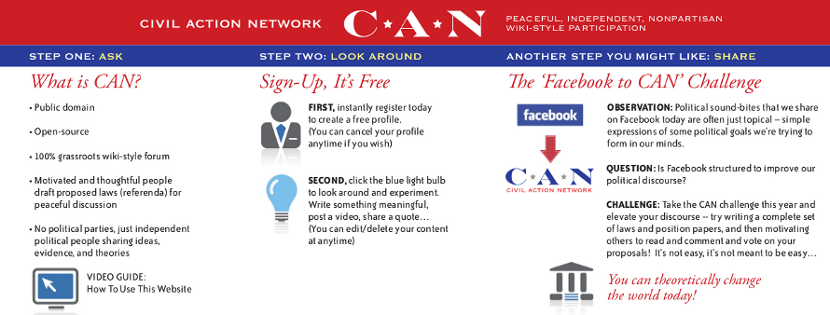 CIVIL ACTION NETWORK
C★A★N
PEACEFUL, INDEPENDENT, NONPARTISAN
WIKI-STYLE PARTICIPATION
STEP ONE: ASK
What is CAN?
• Public domain
• Open-source
• 100% grassroots wiki-style forum
• Motivated and thoughtful people
draft proposed laws (referenda) for
peaceful discussion
• No political parties, just independent
political people sharing ideas,
evidence, and theories
VIDEO GUIDE:
How To Use This Website
STEP TWO: LOOK AROUND
Sign-Up, It's Free
FIRST, instantly register today
to create a free profile.
(You can cancel your profile
anytime if you wish)
SECOND, click the blue light bulb
to look around and experiment.
Write something meaningful,
post a video, share a quote...
(You can edit/delete your content
at anytime)
ANOTHER STEP YOU MIGHT LIKE: SHARE
The 'Facebook to CAN' Challenge
facebook
C★A★N
CIVIL ACTION NETWORK
OBSERVATION: Political sound-bites that we share
on Facebook today are often just topical – simple
expressions of some political goals we're trying to
form in our minds.
QUESTION: Is Facebook structured to improve our
political discourse?
CHALLENGE: Take the CAN challenge this year and
elevate your discourse -- try writing a complete set
of laws and position papers, and then motivating
others to read and comment and vote on your
proposals! It's not easy, it's not meant to be easy...
You can theoretically change
the world today!